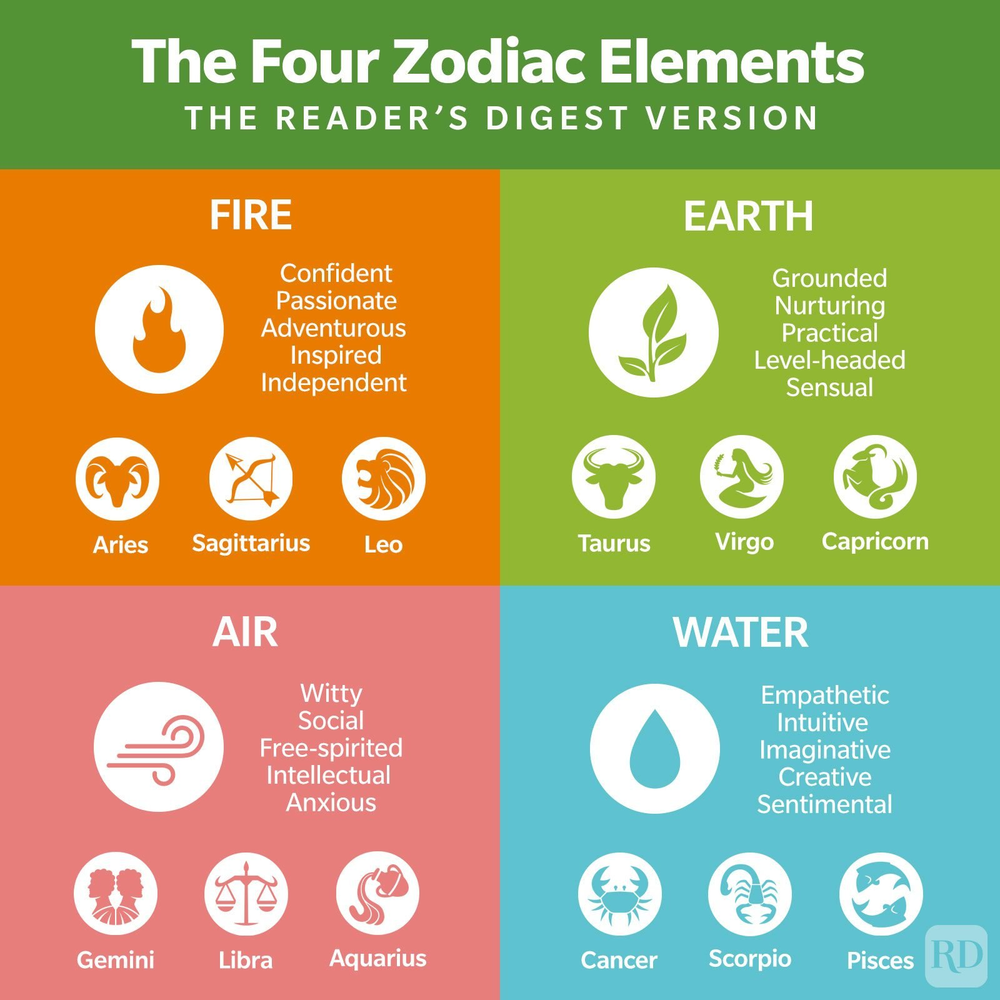 The Four Zodiac Elements
THE READER’S DIGEST VERSION
FIRE
Confident
Passionate
Adventurous
Inspired
Independent
Aries
Sagittarius
Leo
EARTH
Grounded
Nurturing
Practical
Level-headed
Sensual
Taurus
Virgo
Capricorn
AIR
Witty
Social
Free-spirited
Intellectual
Anxious
Gemini
Libra
Aquarius
WATER
Empathetic
Intuitive
Imaginative
Creative
Sentimental
Cancer
Scorpio
Pisces
RD